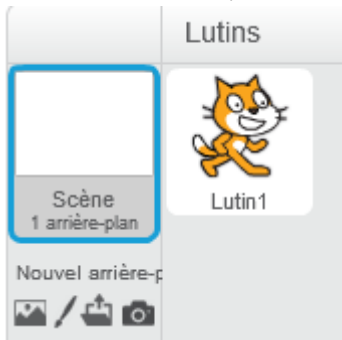 Lutins
Scène
1 arrière-plan
Lutin1
Nouvel arrière-p